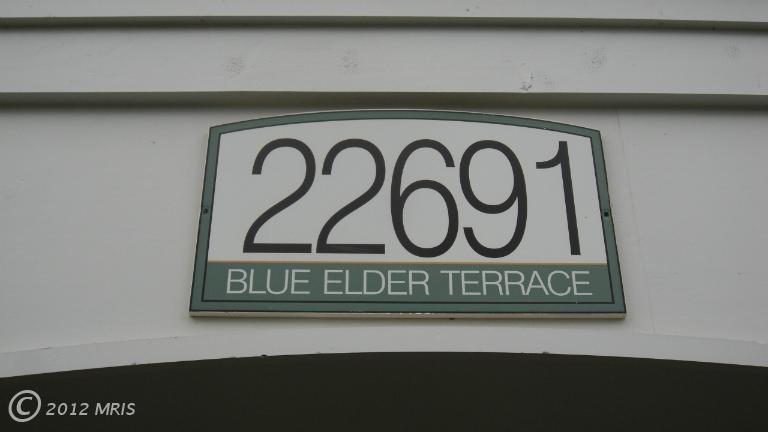 22691
BLUE ELDER TERRACE
© 2012 MRIS